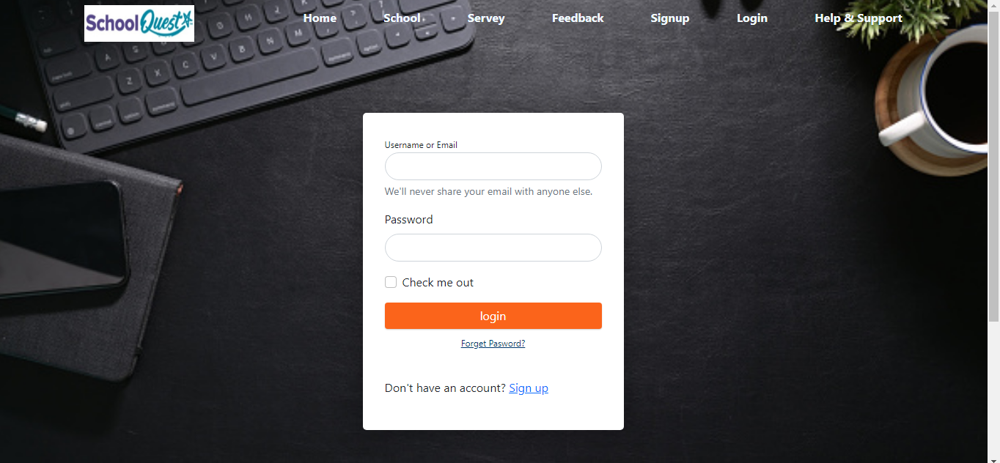 SchoolQuest
Home School Servey Feedback Signup Login Help & Support
Username or Email
We'll never share your email with anyone else.
Password
Check me out
login
Forget Pasword?
Don't have an account? Sign up